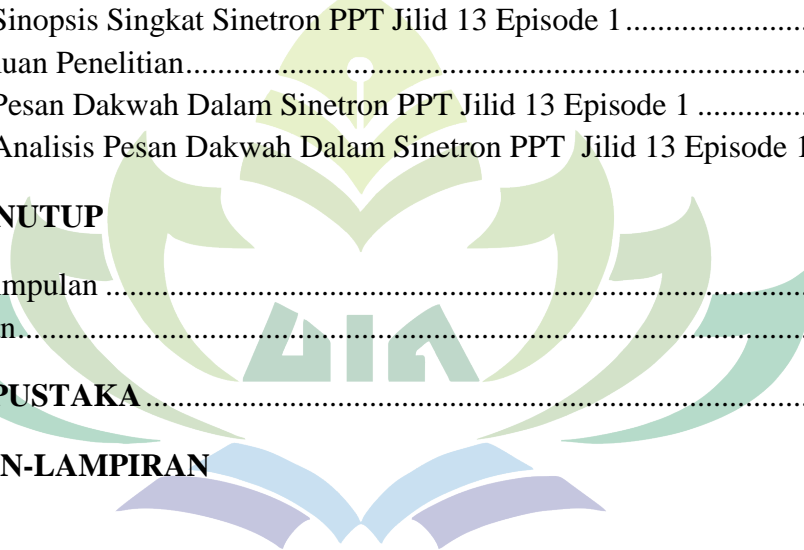 Sinopsis Singkat Sinetron PPT Jilid 13 Episode 1....................
uan Penelitian....................
Pesan Dakwah Dalam Sinetron PPT Jilid 13 Episode 1 ....................
Analisis Pesan Dakwah Dalam Sinetron PPT Jilid 13 Episode 1
NUTUP
mpulan ....................
n....................
PUSTAKA....................
N-LAMPIRAN
UIN